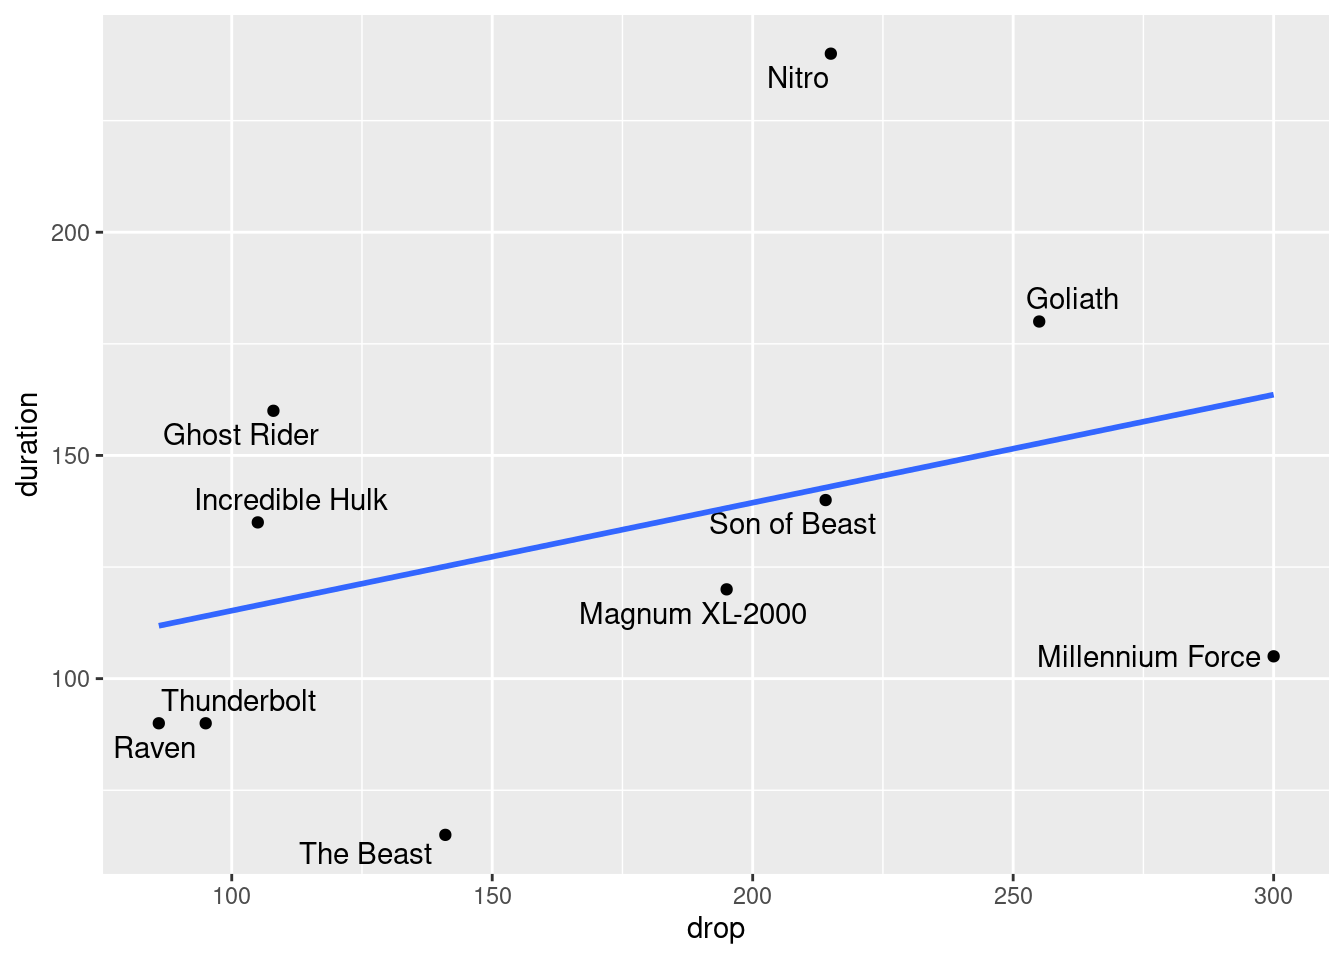 Nitro
Goliath
Ghost Rider
Incredible Hulk
Son of Beast
Magnum XL-2000
Millennium Force
Thunderbolt
Raven
The Beast
200
150
100
duration
100 150 200 250 300
drop